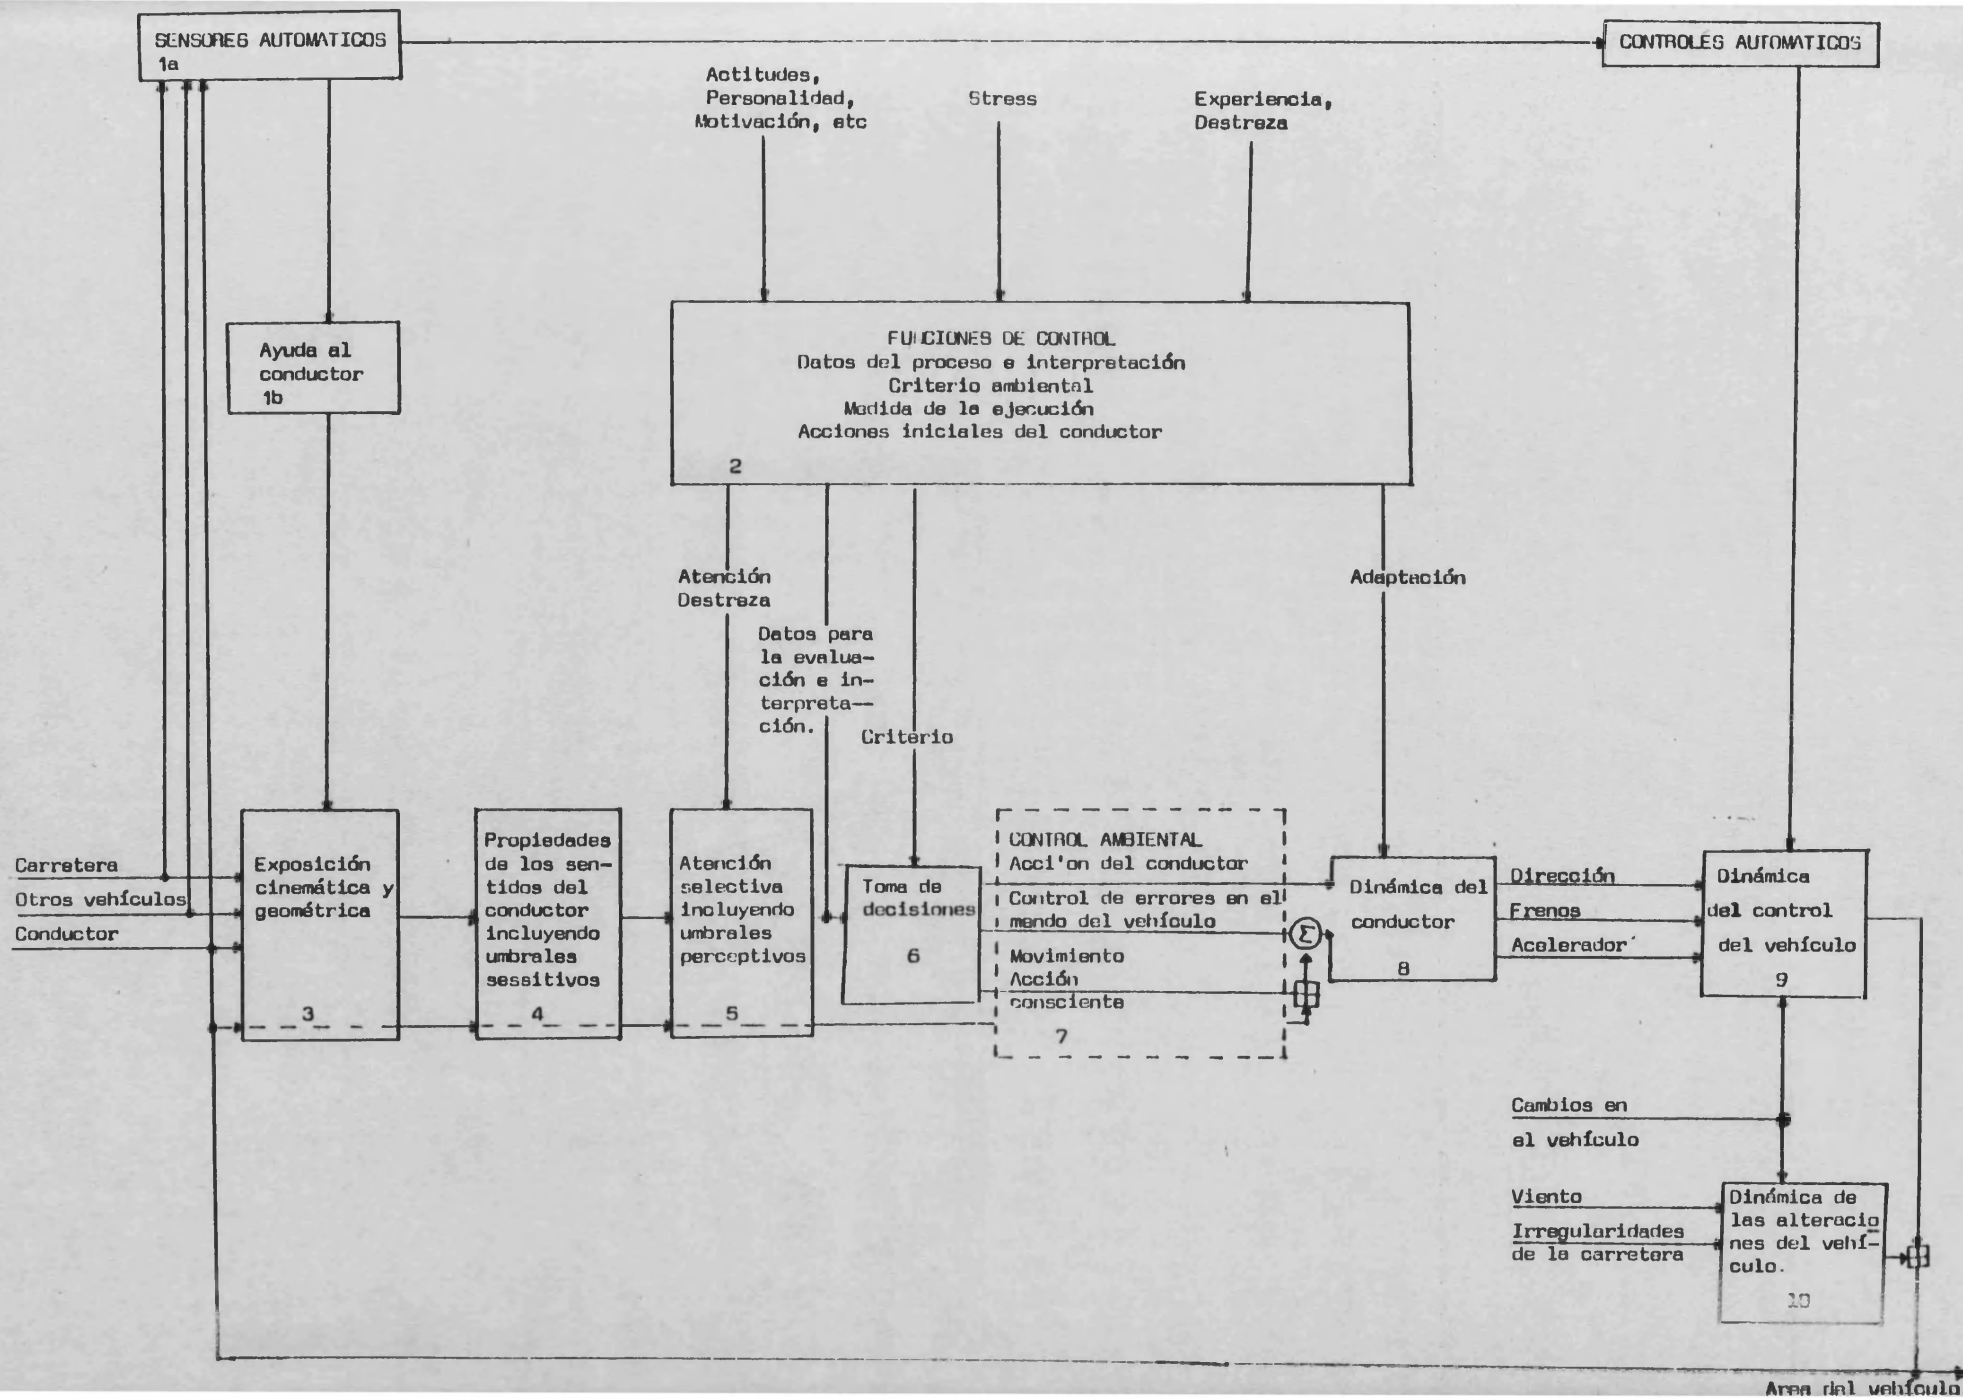 SENSORES AUTOMATICOS
1a
CONTROLES AUTOMATICOS
Actitudes,
Personalidad,
Motivación, etc
Stress
Experiencia,
Destreza
Ayuda al
conductor
1b
FUNCIONES DE CONTROL
Datos del proceso e interpretación
Criterio ambiental
Medida de la ejecución
Acciones iniciales del conductor
2
Atención
Destreza
Datos para
la evalua-
ción e in-
terpreta--
ción.
Criterio
Adaptación
Carretera
Otros vehículos
Conductor
Exposición
cinemática y
geométrica
3
Propiedades
de los sen-
tidos del
conductor
incluyendo
umbrales
sessitivos
4
Atención
selectiva
incluyendo
umbrales
perceptivos
5
Toma de
decisiones
6
CONTROL AMBIENTAL
Acci'on del conductor
Control de errores en el
mando del vehículo
Movimiento
Acción
consciente
7
Σ
Dinámica del
conductor
8
Dirección
Frenos
Acelerador
Dinámica
del control
del vehículo
9
Cambios en
el vehículo
Viento
Irregularidades
de la carretera
Dinámica de
las alteracio
nes del vehí-
culo.
10
Area del vehículo